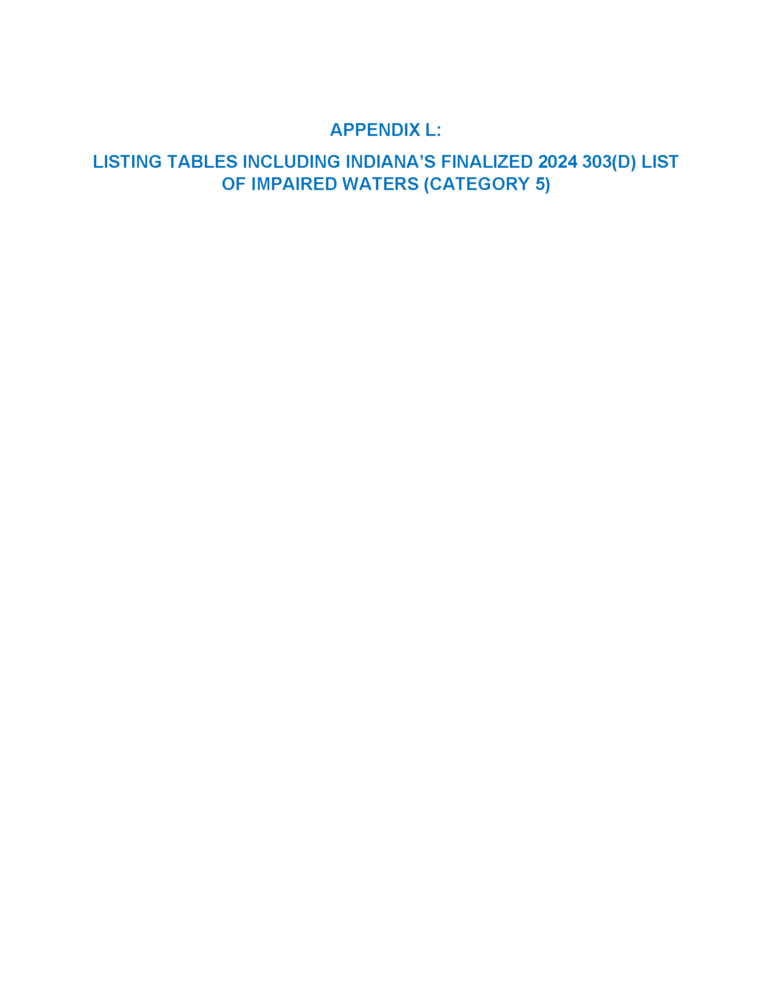 APPENDIX L:
LISTING TABLES INCLUDING INDIANA’S FINALIZED 2024 303(D) LIST
OF IMPAIRED WATERS (CATEGORY 5)